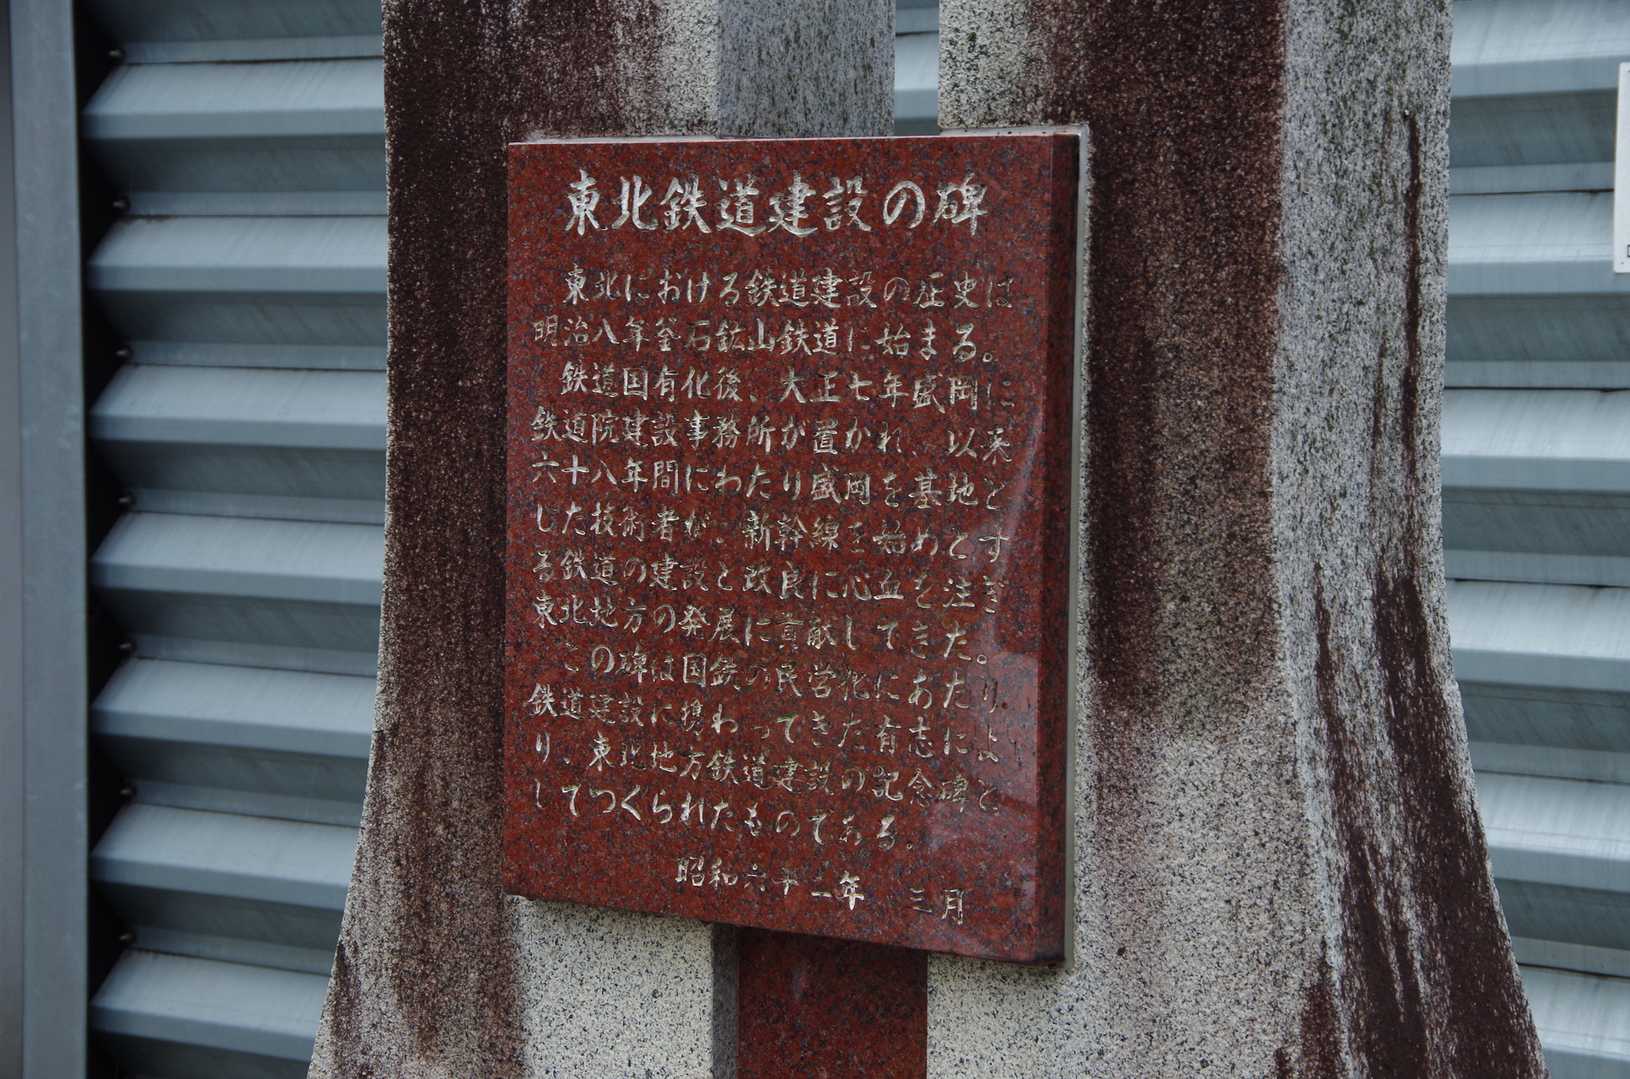 東北鉄道建設の碑
東北における鉄道建設の歴史は
明治八年釜石鉱山鉄道に始まる。
鉄道国有化後、大正七年盛岡に
鉄道院建設事務所が置かれ、以来
六十八年間にわたり盛岡を基地と
した技術者が、新幹線を始めとす
る鉄道の建設と改良に心血を注ぎ
東北地方の発展に貢献してきた。
この碑は国鉄の民営化にあたり
鉄道建設に携わってきた有志によ
り、東北地方鉄道建設の記念碑と
してつくられたものである。
昭和六十二年 三月